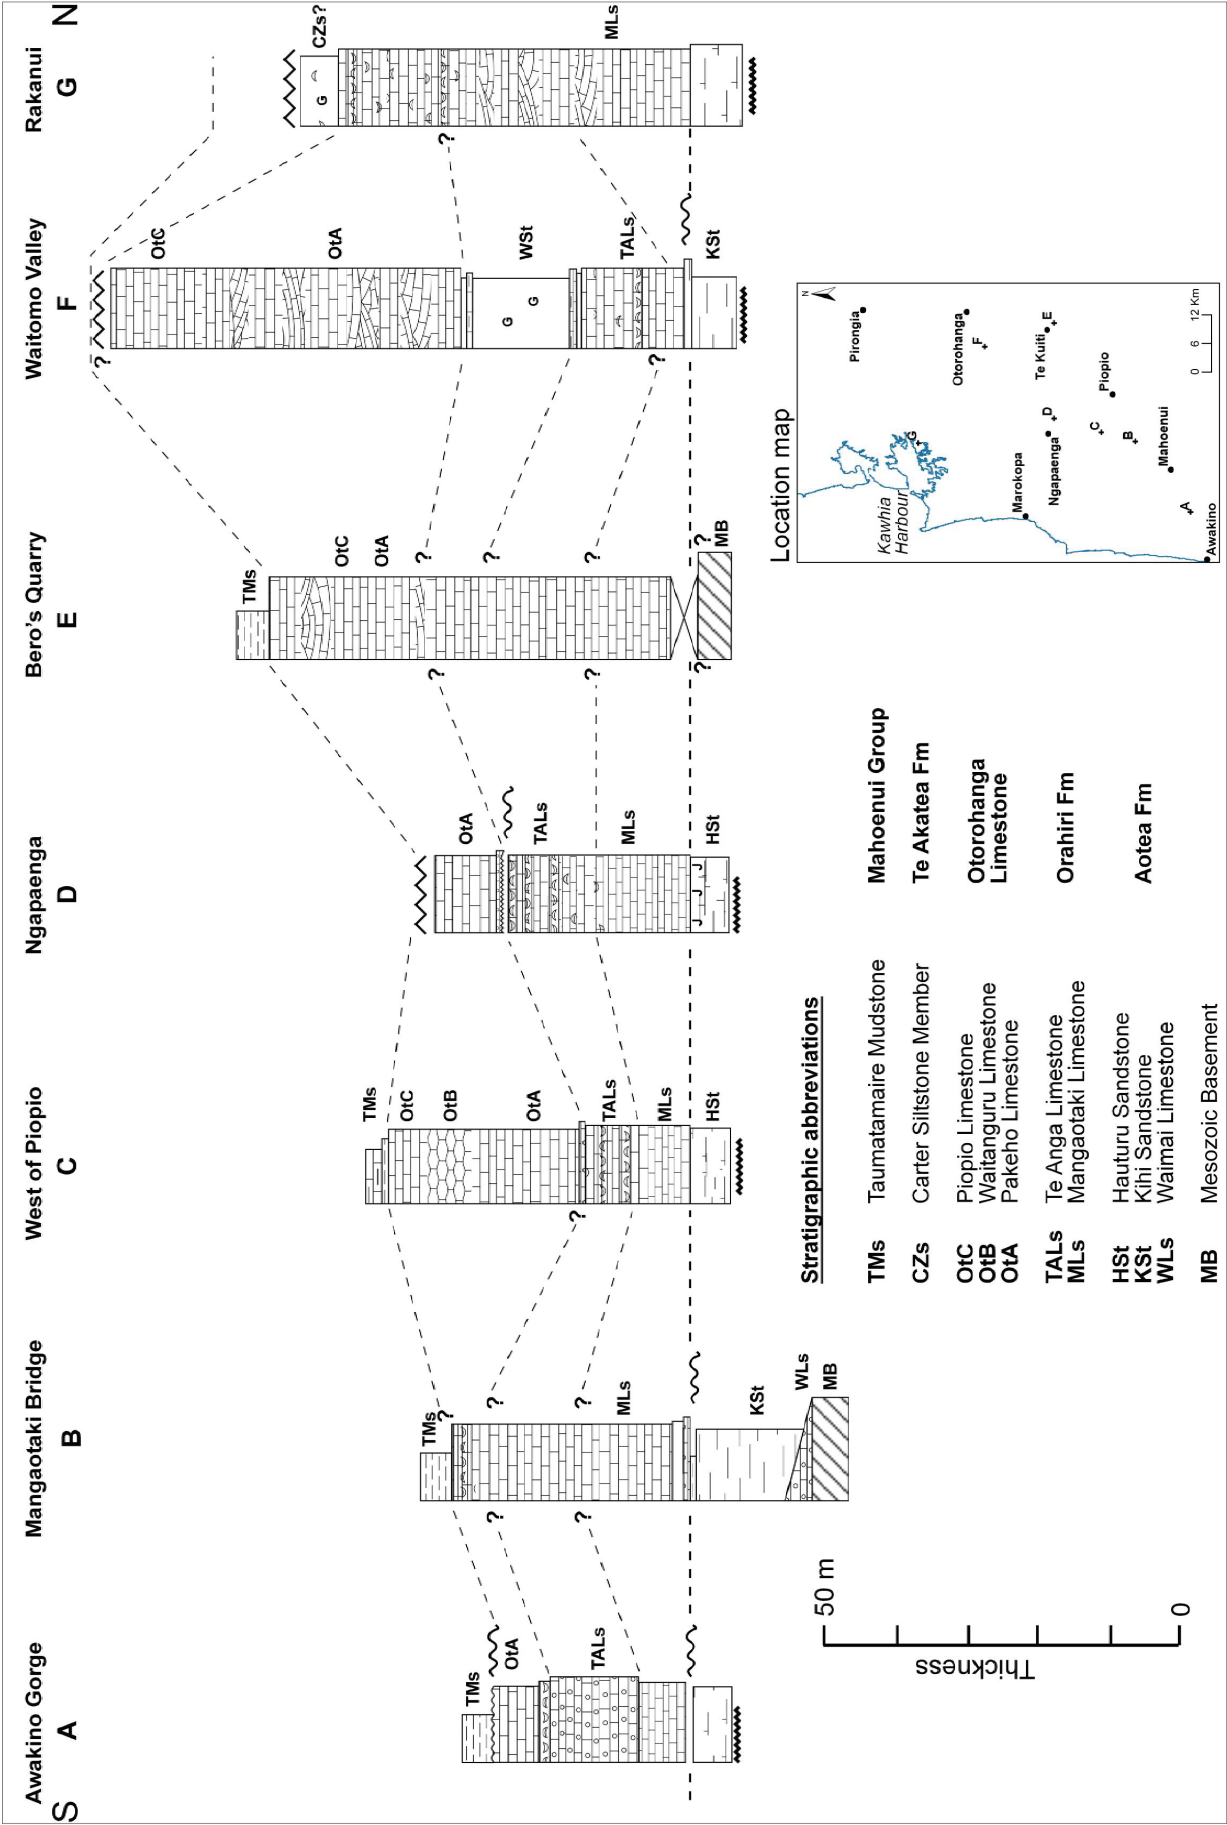 S
N
Awakino Gorge
A
Mangaotaki Bridge
B
West of Piopio
C
Ngapaenga
D
Bero's Quarry
E
Waitomo Valley
F
Rakanui
G
TMs
OtA
TALs
TMs
?
?
?
?
?
MLs
KSt
WLs
MB
TMs
OtC
OtB
OtA
?
TALs
MLs
HSt
OtA
TALs
MLs
J J J
HSt
TMs
OtC
OtA
?
?
?
?
?
?
?
MB
?
OtC
OtA
WSt
G G
TALs
?
KSt
CZs?
G
?
MLs
Thickness
50 m
0
Stratigraphic abbreviations
TMs Taumatamaire Mudstone Mahoenui Group
CZs Carter Siltstone Member Te Akatea Fm
OtC Piopio Limestone
OtB Waitanguru Limestone
OtA Pakeho Limestone
Otorohanga
Limestone
TALs Te Anga Limestone
MLs Mangaotaki Limestone
Orahiri Fm
HSt Hauturu Sandstone
KSt Kihi Sandstone
WLs Waimai Limestone
Aotea Fm
MB Mesozoic Basement
Location map
N
Pirongia
Kawhia
Harbour
G
Otorohanga
F
Marokopa
Ngapaenga
D
Te Kuiti
E
C
Piopio
B
Mahoenui
A
Awakino
0 6 12 Km